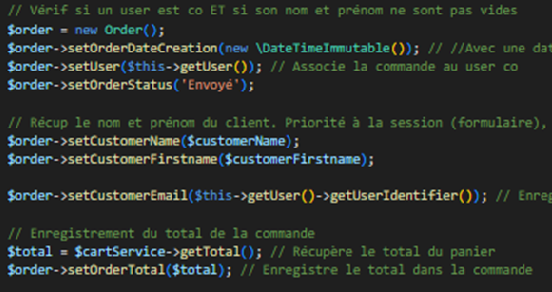 // Vérif si un user est co ET si son nom et prénom ne sont pas vides
$order = new Order();
$order->setOrderDateCreation(new \DateTimeImmutable()); // //Avec une dat
$order->setUser($this->getUser()); // Associe la commande au user co
$order->setOrderStatus('Envoyé');
// Récup le nom et prénom du client. Priorité à la session (formulaire),
$order->setCustomerName($customerName);
$order->setCustomerFirstname($customerFirstname);
$order->setCustomerEmail($this->getUser()->getUserIdentifier()); // Enreg
// Enregistrement du total de la commande
$total = $cartService->getTotal(); // Récupère le total du panier
$order->setOrderTotal($total); // Enregistre le total dans la commande